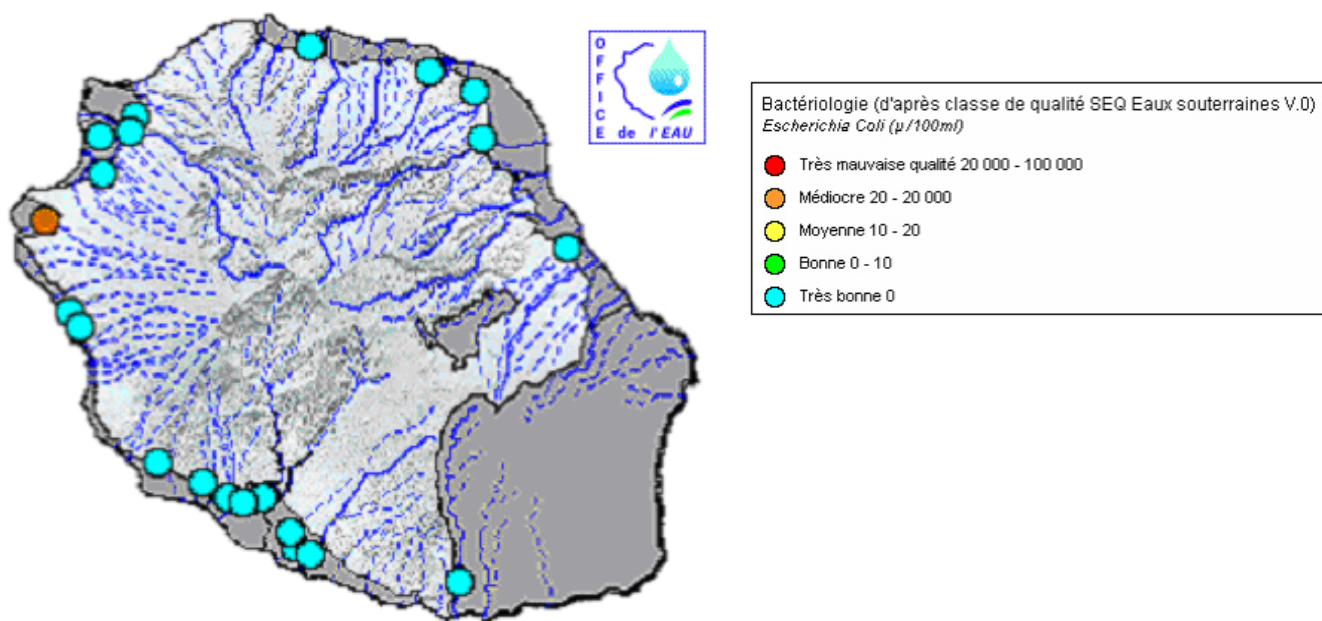 OFFICE
de l'EAU
Bactériologie (d'après classe de qualité SEQ Eaux souterraines V.0)
Escherichia Coli (µ/100ml)
Très mauvaise qualité 20 000 - 100 000
Médiocre 20 - 20 000
Moyenne 10 - 20
Bonne 0 - 10
Très bonne 0